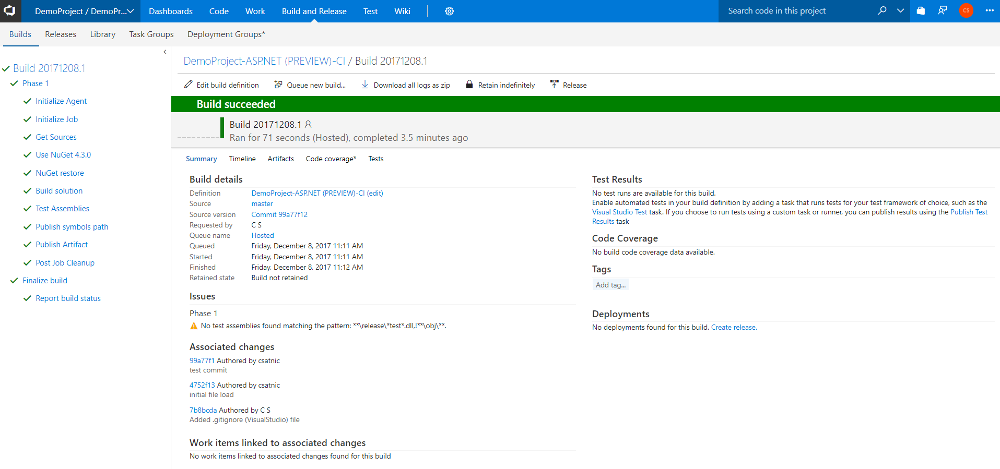 DemoProject / DemoPr...
Dashboards Code Work Build and Release Test Wiki
Search code in this project
CS
Builds Releases Library Task Groups Deployment Groups*
Build 20171208.1
Phase 1
Initialize Agent
Initialize Job
Get Sources
Use NuGet 4.3.0
NuGet restore
Build solution
Test Assemblies
Publish symbols path
Publish Artifact
Post Job Cleanup
Finalize build
Report build status
DemoProject-ASP.NET (PREVIEW)-CI / Build 20171208.1
Edit build definition Queue new build... Download all logs as zip Retain indefinitely Release
Build succeeded
Build 20171208.1
Ran for 71 seconds (Hosted), completed 3.5 minutes ago
Summary Timeline Artifacts Code coverage* Tests
Build details
Definition DemoProject-ASP.NET (PREVIEW)-CI (edit)
Source master
Source version Commit 99a77f12
Requested by C S
Queue name Hosted
Queued Friday, December 8, 2017 11:11 AM
Started Friday, December 8, 2017 11:11 AM
Finished Friday, December 8, 2017 11:12 AM
Retained state Build not retained
Issues
Phase 1
No test assemblies found matching the pattern: **\release\*test*.dll,!**\obj\**.
Associated changes
99a77f1 Authored by csatnic
test commit
4752f13 Authored by csatnic
initial file load
7b8bcda Authored by C S
Added .gitignore (VisualStudio) file
Work items linked to associated changes
No work items linked to associated changes found for this build
Test Results
No test runs are available for this build.
Enable automated tests in your build definition by adding a task that runs tests for your test framework of choice, such as the
Visual Studio Test task. If you choose to run tests using a custom task or runner, you can publish results using the Publish Test
Results task
Code Coverage
No build code coverage data available.
Tags
Add tag...
Deployments
No deployments found for this build. Create release.